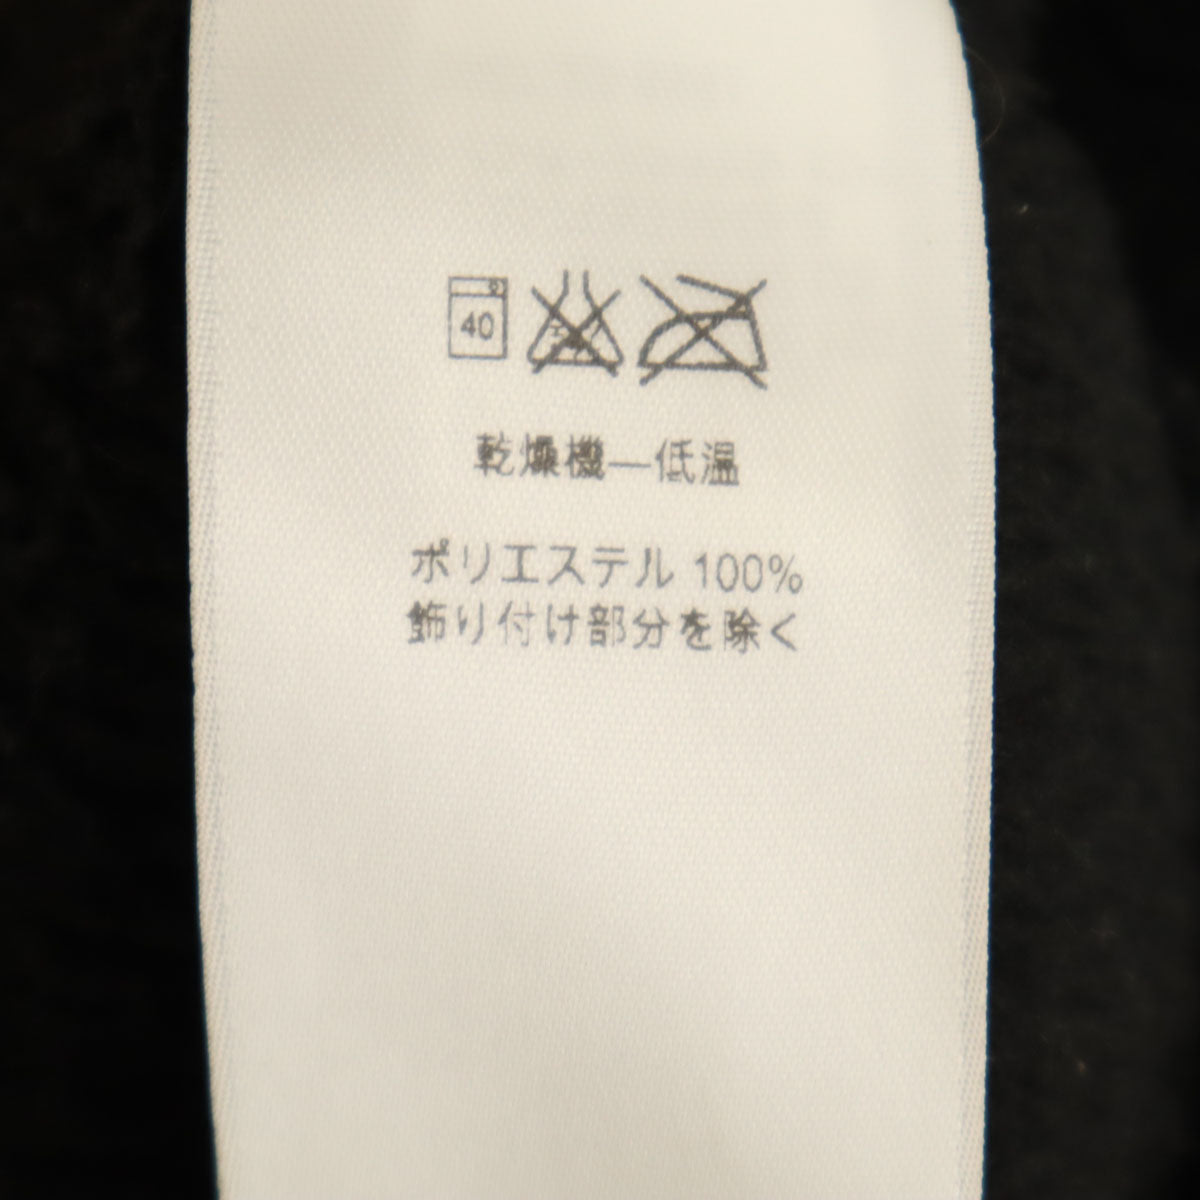 40
乾燥機—低温
ポリエステル 100%
飾り付け部分を除く